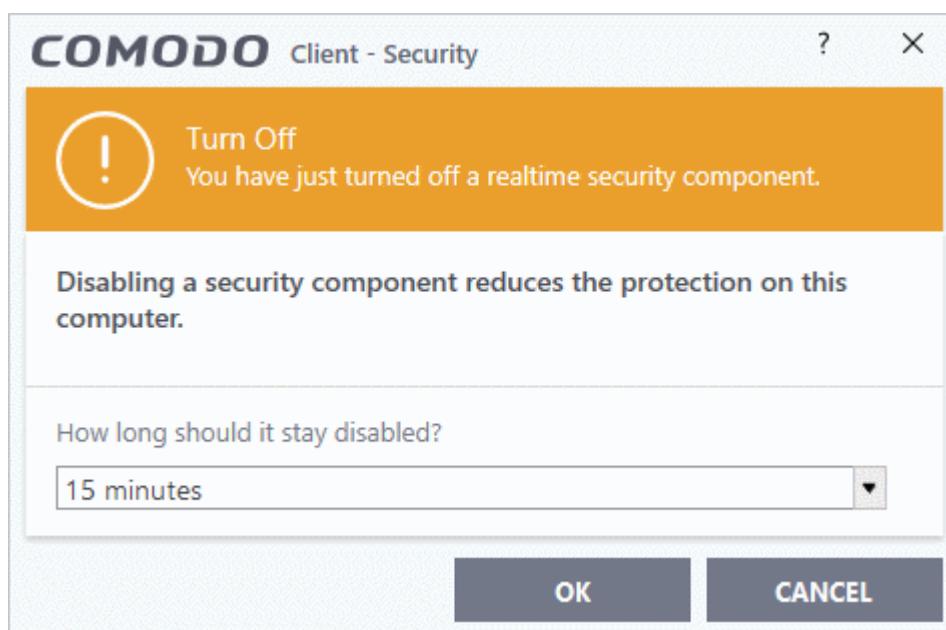 COMODO Client - Security ?
Turn Off
You have just turned off a realtime security component.
Disabling a security component reduces the protection on this
computer.
How long should it stay disabled?
15 minutes
OK CANCEL